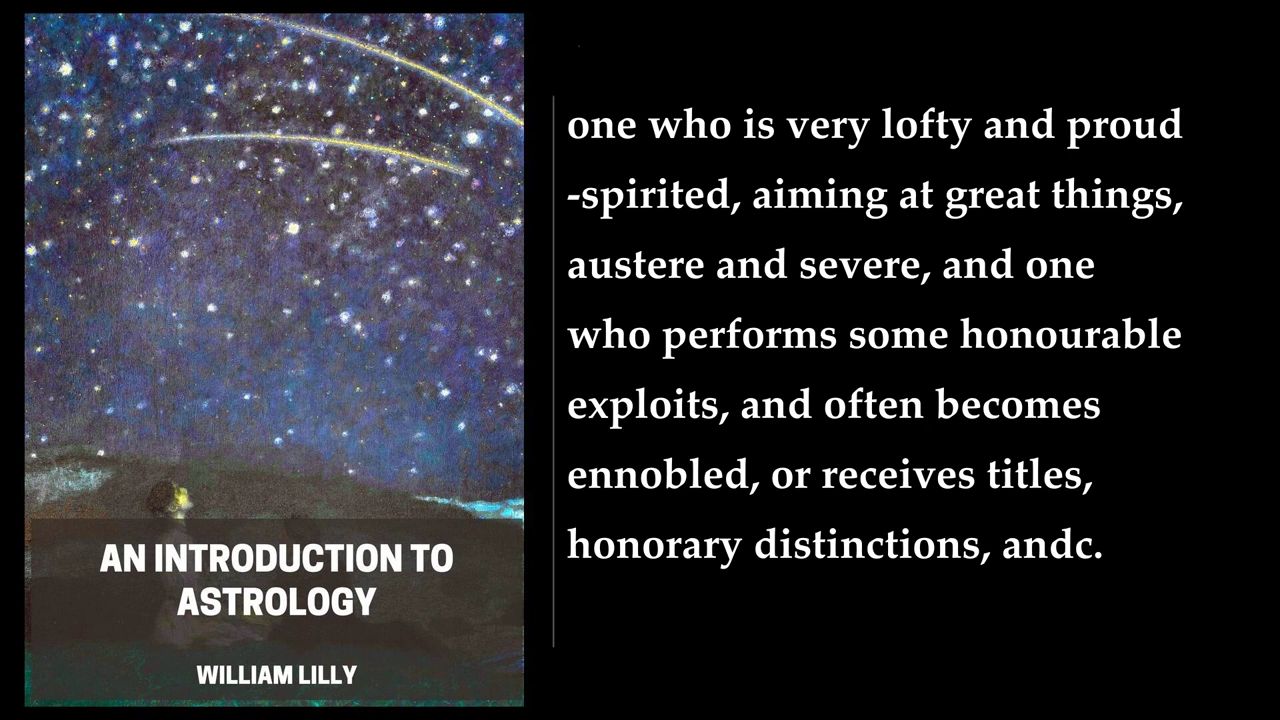 AN INTRODUCTION TO
ASTROLOGY
WILLIAM LILLY
one who is very lofty and proud
-spirited, aiming at great things,
austere and severe, and one
who performs some honourable
exploits, and often becomes
ennobled, or receives titles,
honorary distinctions, andc.